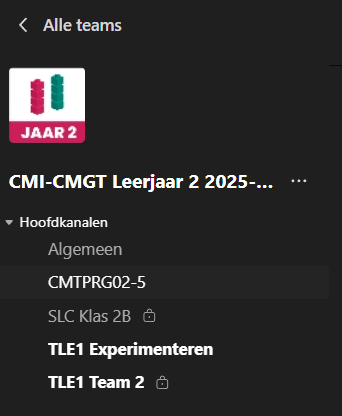 Alle teams
JAAR 2
CMI-CMGT Leerjaar 2 2025-...
Hoofdkanalen
Algemeen
CMTPRG02-5
SLC Klas 2B
TLE1 Experimenteren
TLE1 Team 2